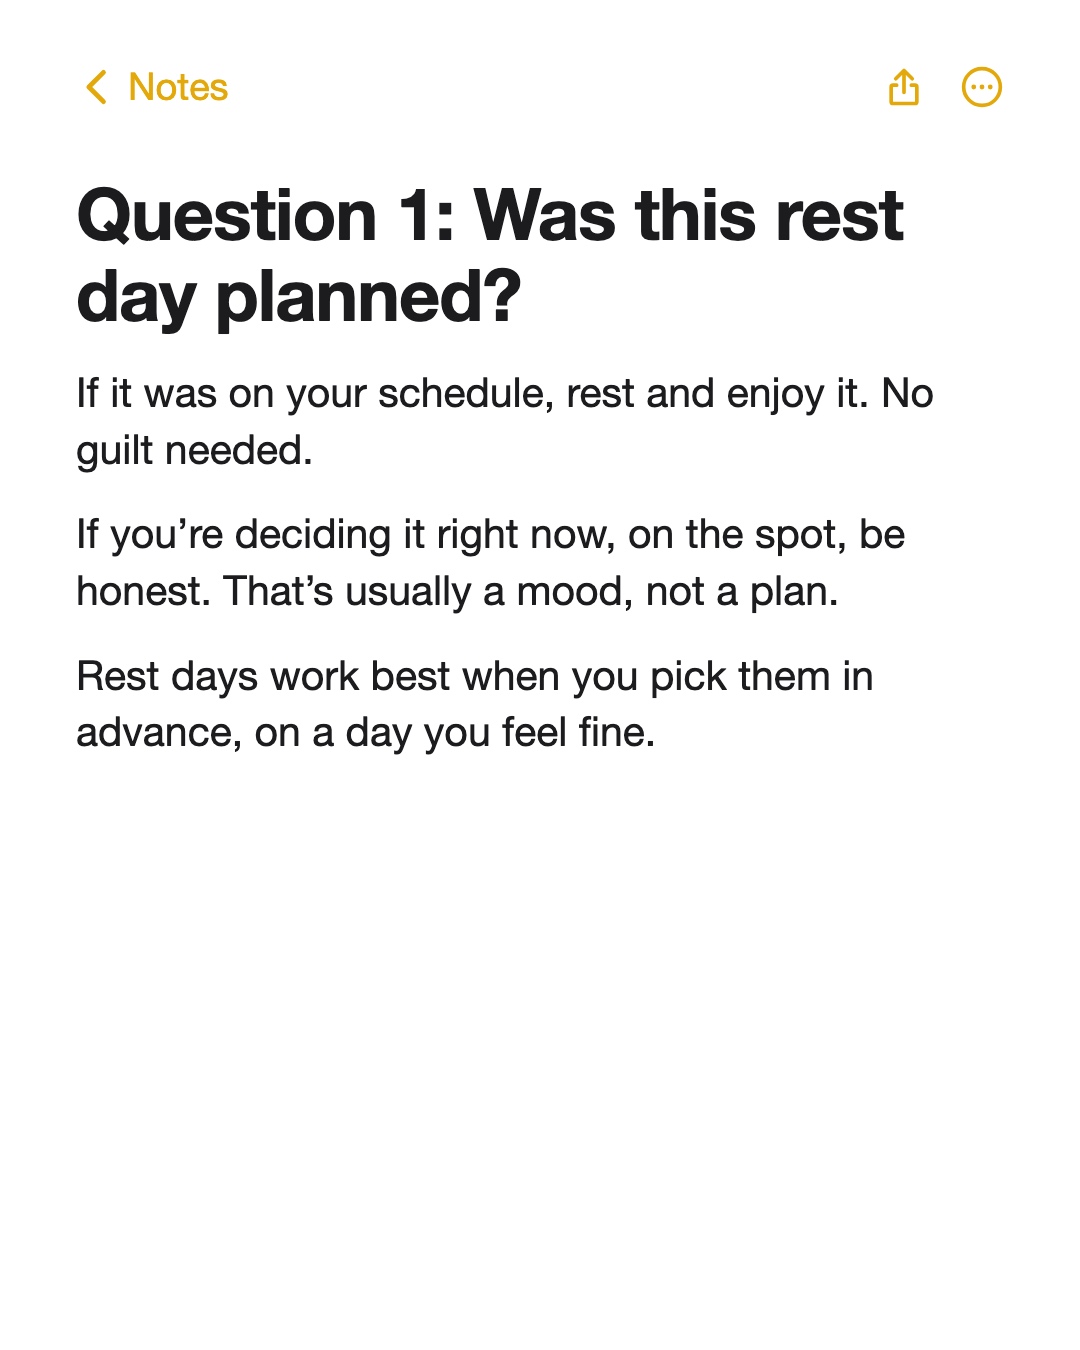 Notes
Question 1: Was this rest
day planned?
If it was on your schedule, rest and enjoy it. No
guilt needed.
If you’re deciding it right now, on the spot, be
honest. That’s usually a mood, not a plan.
Rest days work best when you pick them in
advance, on a day you feel fine.